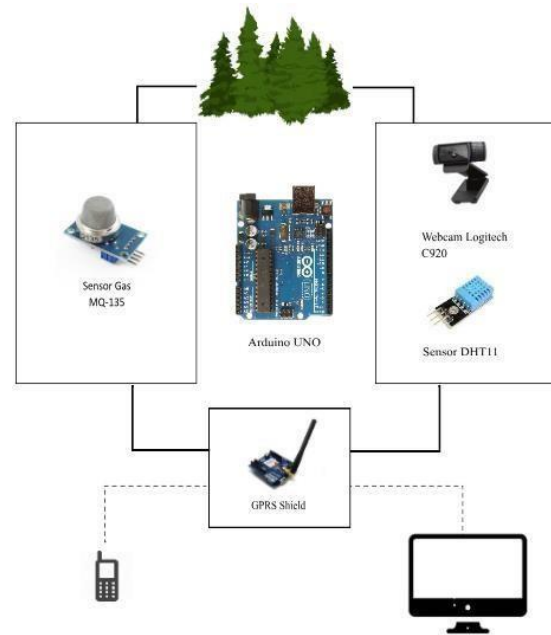 Sensor Gas
MQ-135
Arduino UNO
Webcam Logitech
C920
Sensor DHT11
GPRS Shield